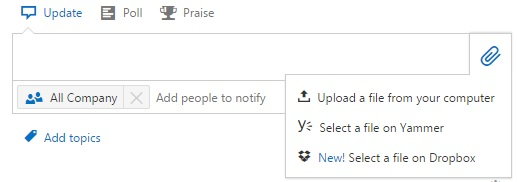 Update Poll Praise
All Company Add people to notify
Upload a file from your computer
Select a file on Yammer
New! Select a file on Dropbox
Add topics